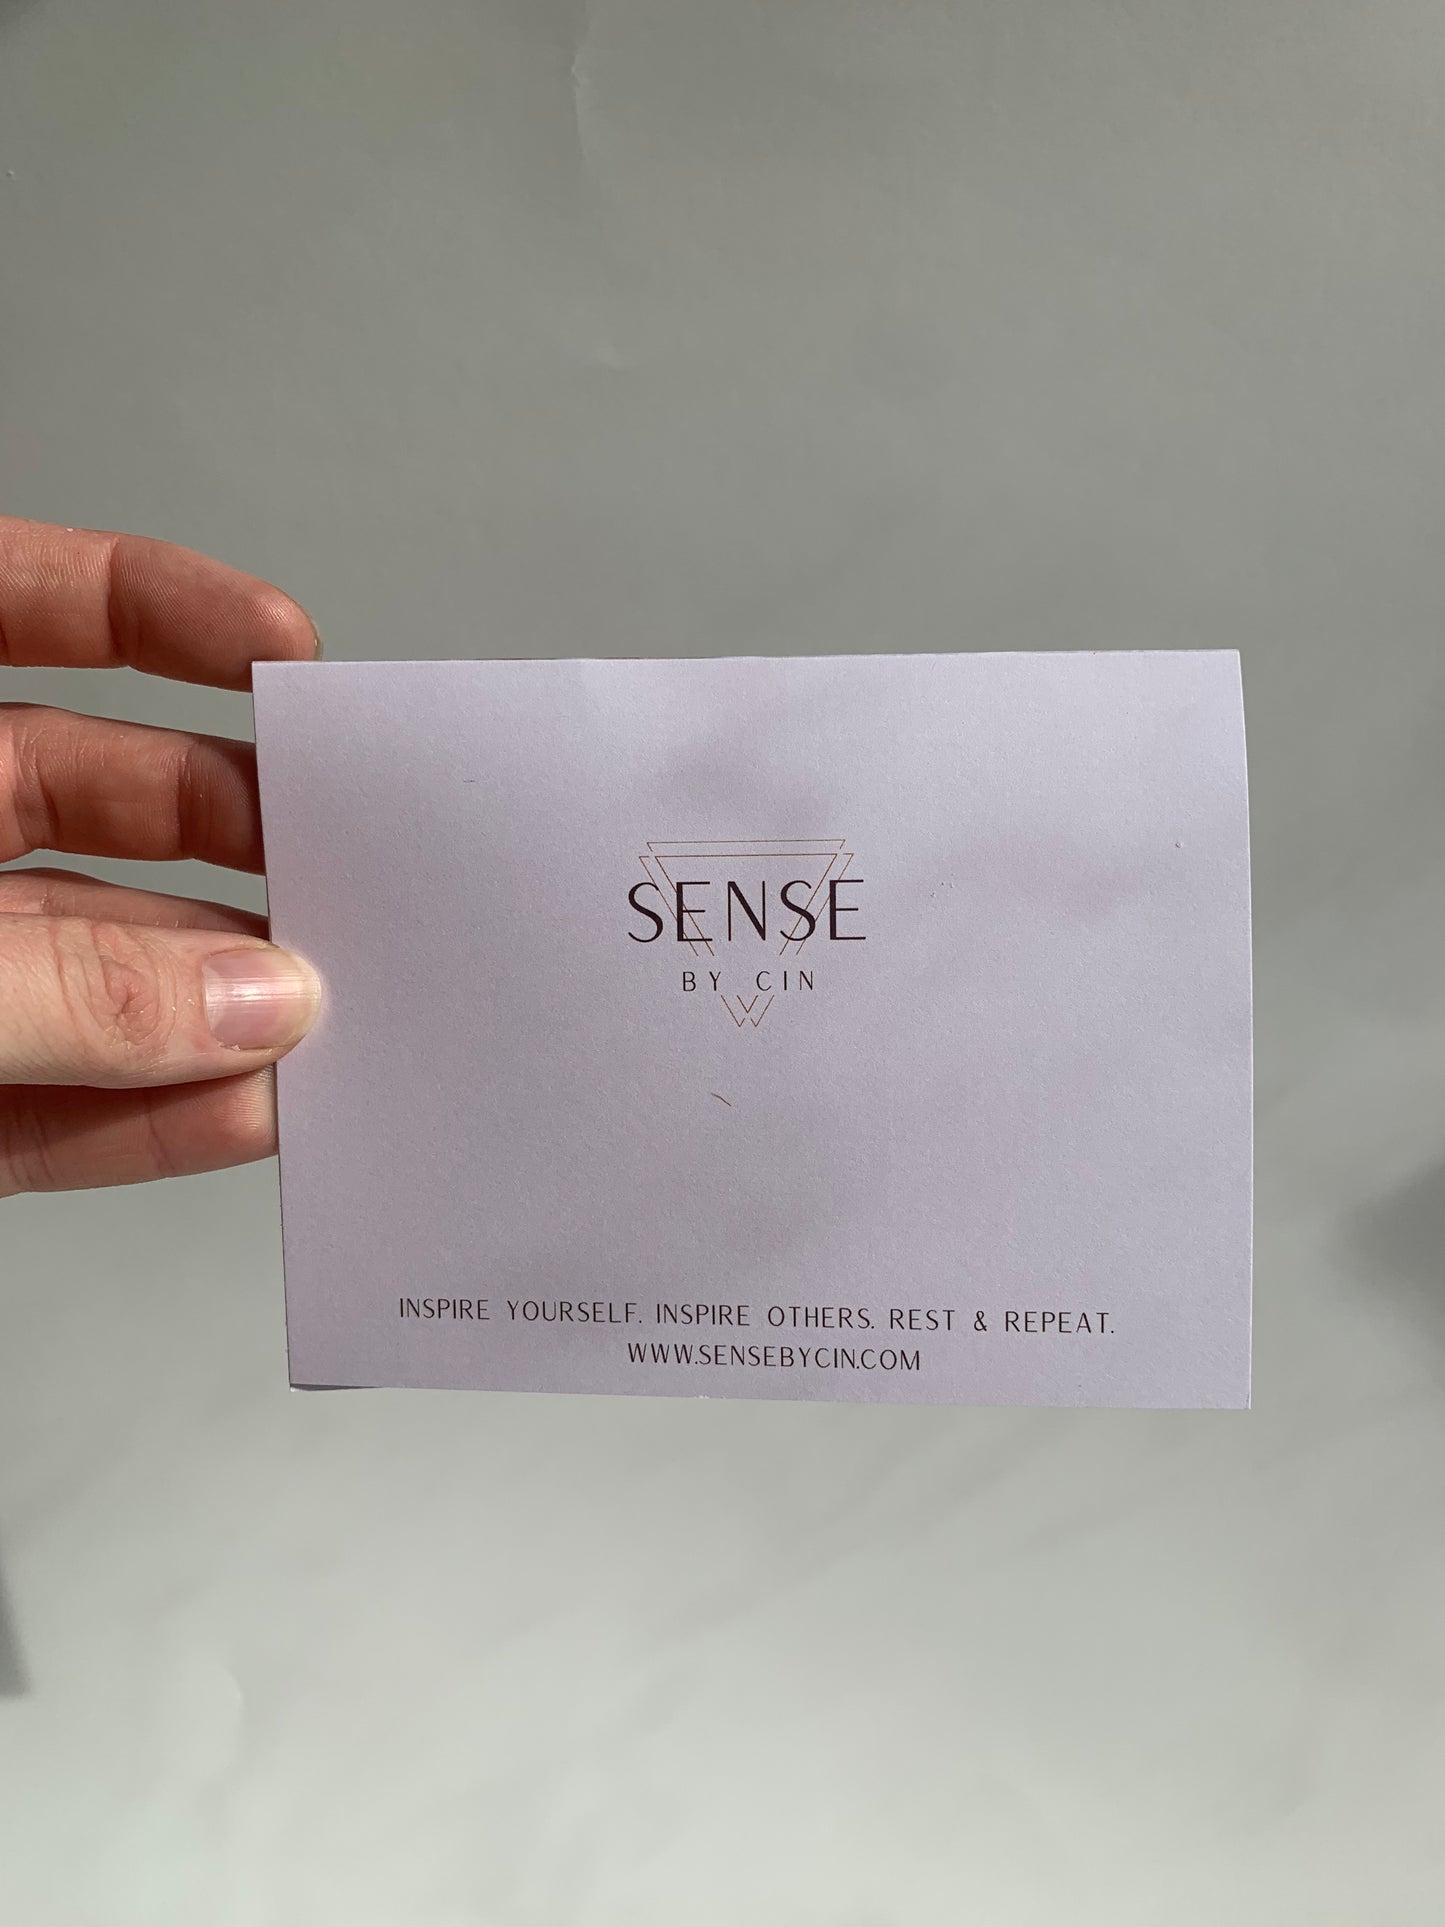 SENSE
BY CIN
INSPIRE YOURSELF. INSPIRE OTHERS. REST & REPEAT.
WWW.SENSEBYCIN.COM